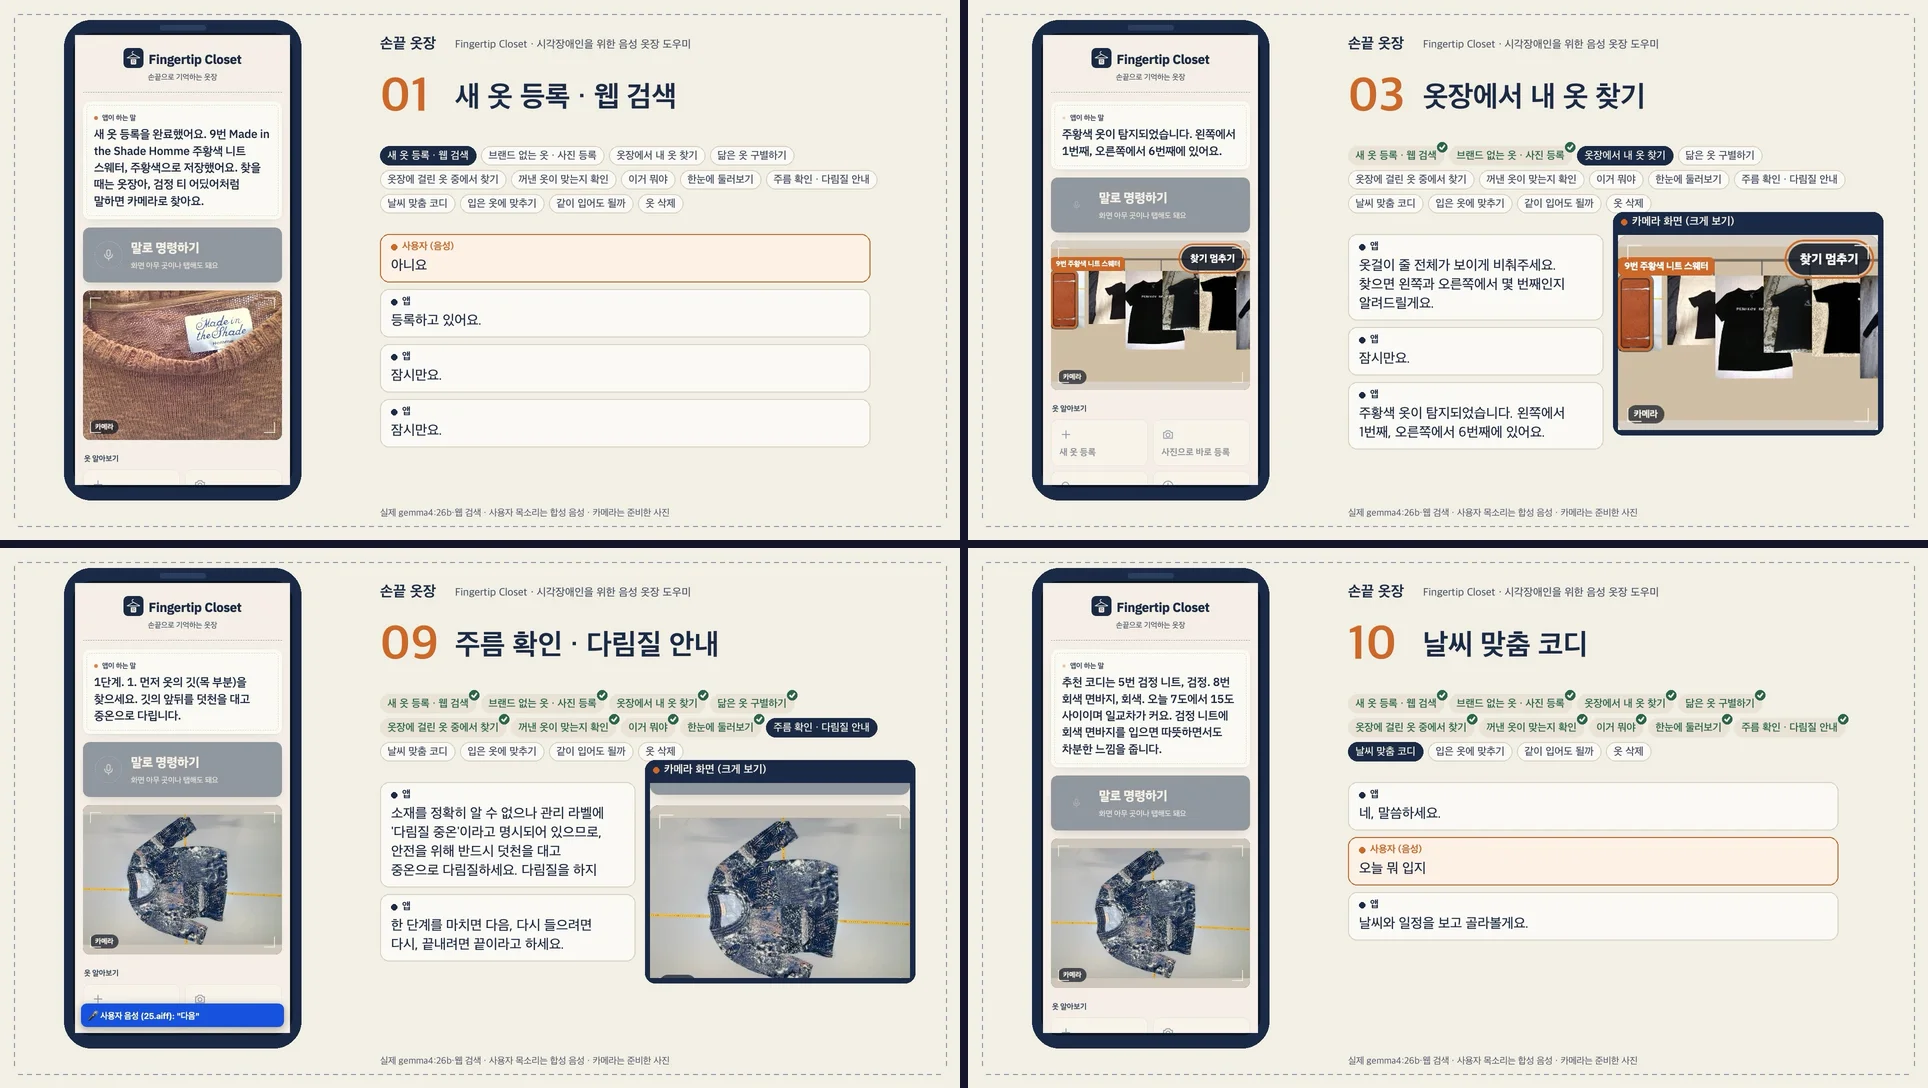 Fingertip Closet
손끝으로 기억하는 옷장
앱이 하는 말
새 옷 등록을 완료했어요. 9번 Made in
the Shade Homme 주황색 니트
스웨터, 주황색으로 저장했어요. 찾을
때는 옷장아, 검정 티 어딨어처럼
말하면 카메라로 찾아요.
말로 명령하기
화면 아무 곳이나 탭해도 돼요
Made in
the Shade
카메라
옷 알아보기
손끝 옷장 Fingertip Closet · 시각장애인을 위한 음성 옷장 도우미
01 새 옷 등록 · 웹 검색
새 옷 등록 · 웹 검색 브랜드 없는 옷 · 사진 등록 옷장에서 내 옷 찾기 닮은 옷 구별하기
옷장에 걸린 옷 중에서 찾기 꺼낸 옷이 맞는지 확인 이거 뭐야 한눈에 둘러보기 주름 확인 · 다림질 안내
날씨 맞춤 코디 입은 옷에 맞추기 같이 입어도 될까 옷 삭제
사용자 (음성)
아니요
앱
등록하고 있어요.
앱
잠시만요.
앱
잠시만요.
실제 gemma4:26b·웹 검색 · 사용자 목소리는 합성 음성 · 카메라는 준비한 사진
Fingertip Closet
손끝으로 기억하는 옷장
앱이 하는 말
주황색 옷이 탐지되었습니다. 왼쪽에서
1번째, 오른쪽에서 6번째에 있어요.
말로 명령하기
화면 아무 곳이나 탭해도 돼요
찾기 멈추기
9번 주황색 니트 스웨터
카메라
옷 알아보기
새 옷 등록 사진으로 바로 등록
손끝 옷장 Fingertip Closet · 시각장애인을 위한 음성 옷장 도우미
03 옷장에서 내 옷 찾기
새 옷 등록 · 웹 검색 브랜드 없는 옷 · 사진 등록 옷장에서 내 옷 찾기 닮은 옷 구별하기
옷장에 걸린 옷 중에서 찾기 꺼낸 옷이 맞는지 확인 이거 뭐야 한눈에 둘러보기 주름 확인 · 다림질 안내
날씨 맞춤 코디 입은 옷에 맞추기 같이 입어도 될까 옷 삭제
앱
옷걸이 줄 전체가 보이게 비춰주세요.
찾으면 왼쪽과 오른쪽에서 몇 번째인지
알려드릴게요.
앱
잠시만요.
앱
주황색 옷이 탐지되었습니다. 왼쪽에서
1번째, 오른쪽에서 6번째에 있어요.
카메라 화면 (크게 보기)
찾기 멈추기
9번 주황색 니트 스웨터
카메라
실제 gemma4:26b·웹 검색 · 사용자 목소리는 합성 음성 · 카메라는 준비한 사진
Fingertip Closet
손끝으로 기억하는 옷장
앱이 하는 말
1단계. 1. 먼저 옷의 깃(목 부분)을
찾으세요. 깃의 앞뒤를 덧천을 대고
중온으로 다립니다.
말로 명령하기
화면 아무 곳이나 탭해도 돼요
카메라
옷 알아보기
사용자 음성 (25.aiff): "다음"
손끝 옷장 Fingertip Closet · 시각장애인을 위한 음성 옷장 도우미
09 주름 확인 · 다림질 안내
새 옷 등록 · 웹 검색 브랜드 없는 옷 · 사진 등록 옷장에서 내 옷 찾기 닮은 옷 구별하기
옷장에 걸린 옷 중에서 찾기 꺼낸 옷이 맞는지 확인 이거 뭐야 한눈에 둘러보기 주름 확인 · 다림질 안내
날씨 맞춤 코디 입은 옷에 맞추기 같이 입어도 될까 옷 삭제
앱
소재를 정확히 알 수 없으나 관리 라벨에
'다림질 중온'이라고 명시되어 있으므로,
안전을 위해 반드시 덧천을 대고
중온으로 다림질하세요. 다림질을 하지
앱
한 단계를 마치면 다음, 다시 들으려면
다시, 끝내려면 끝이라고 하세요.
카메라 화면 (크게 보기)
실제 gemma4:26b·웹 검색 · 사용자 목소리는 합성 음성 · 카메라는 준비한 사진
Fingertip Closet
손끝으로 기억하는 옷장
앱이 하는 말
추천 코디는 5번 검정 니트, 검정. 8번
회색 면바지, 회색. 오늘 7도에서 15도
사이이며 일교차가 커요. 검정 니트에
회색 면바지를 입으면 따뜻하면서도
차분한 느낌을 줍니다.
말로 명령하기
화면 아무 곳이나 탭해도 돼요
카메라
옷 알아보기
손끝 옷장 Fingertip Closet · 시각장애인을 위한 음성 옷장 도우미
10 날씨 맞춤 코디
새 옷 등록 · 웹 검색 브랜드 없는 옷 · 사진 등록 옷장에서 내 옷 찾기 닮은 옷 구별하기
옷장에 걸린 옷 중에서 찾기 꺼낸 옷이 맞는지 확인 이거 뭐야 한눈에 둘러보기 주름 확인 · 다림질 안내
날씨 맞춤 코디 입은 옷에 맞추기 같이 입어도 될까 옷 삭제
앱
네, 말씀하세요.
사용자 (음성)
오늘 뭐 입지
앱
날씨와 일정을 보고 골라볼게요.
실제 gemma4:26b·웹 검색 · 사용자 목소리는 합성 음성 · 카메라는 준비한 사진